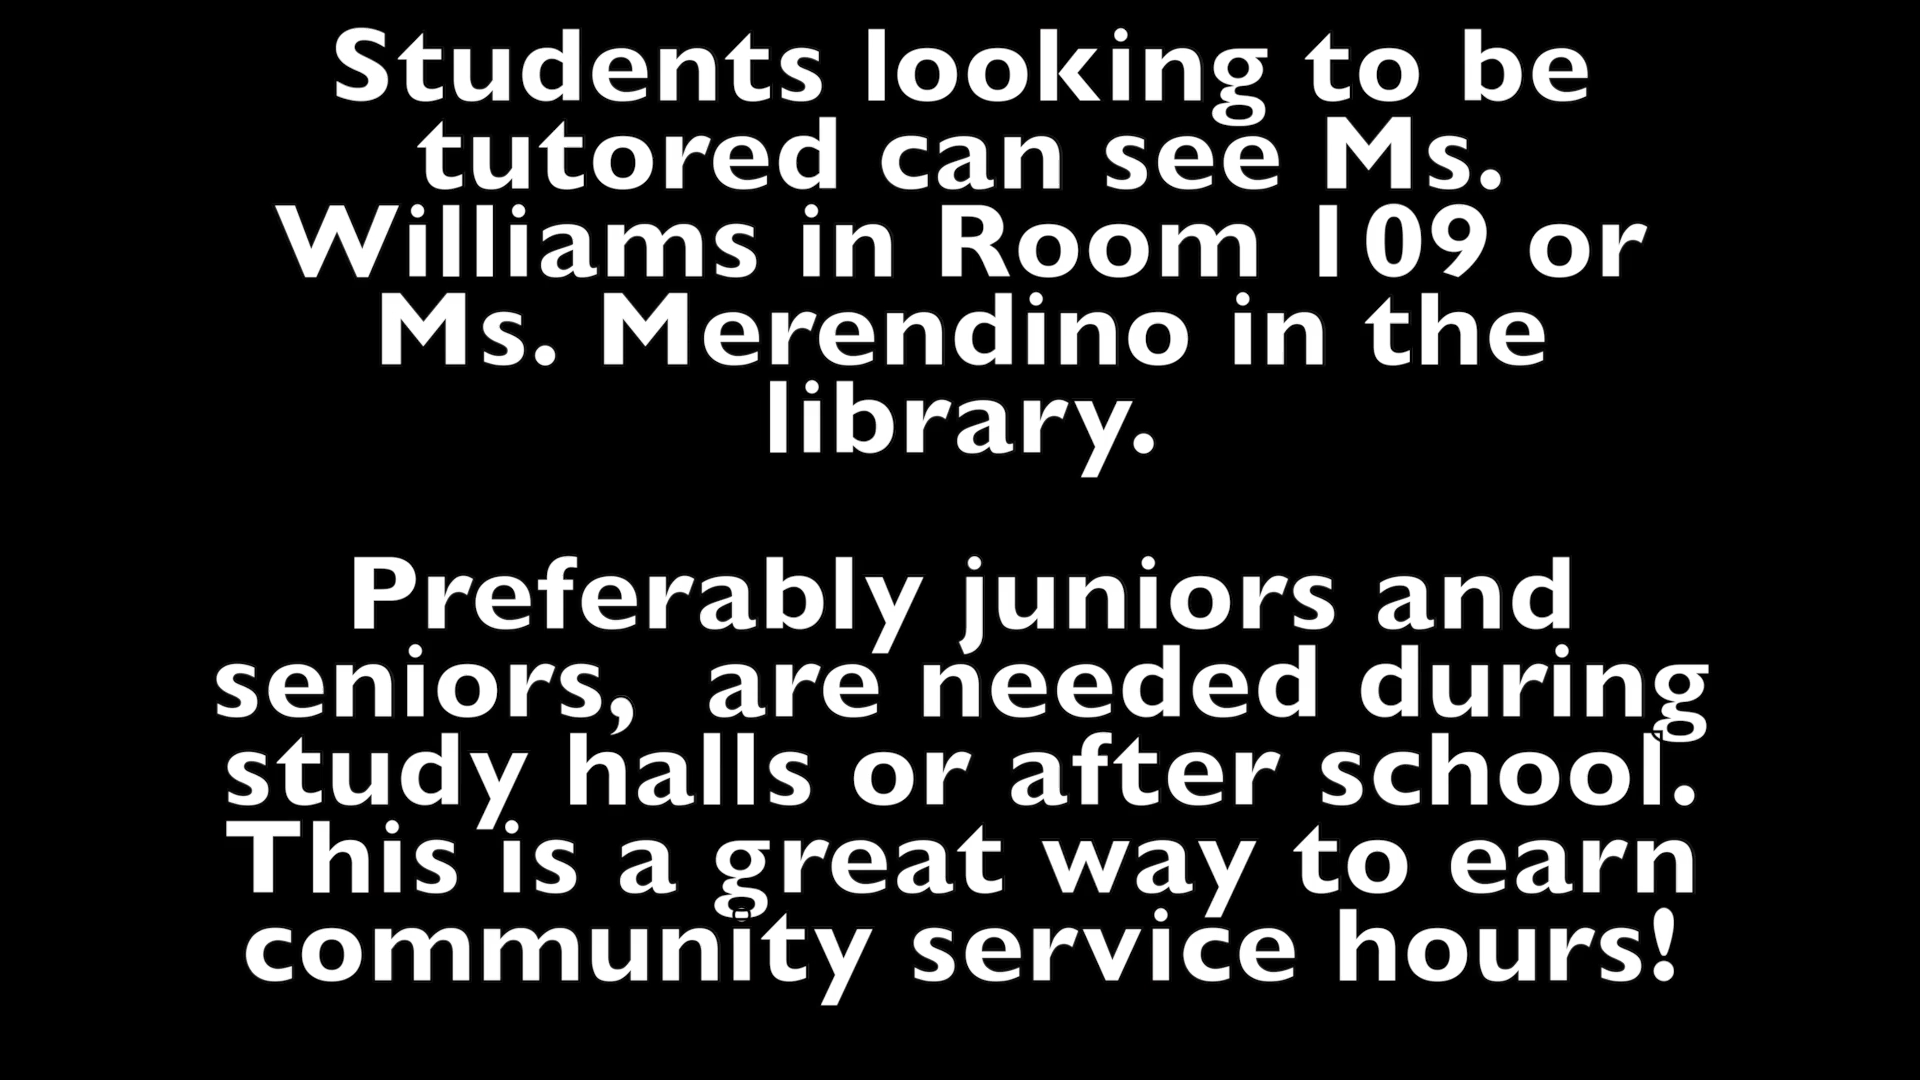 Students looking to be
tutored can see Ms.
Williams in Room 109 or
Ms. Merendino in the
library.
Preferably juniors and
seniors,  are needed during
study halls or after school.
This is a great way to earn
community service hours!